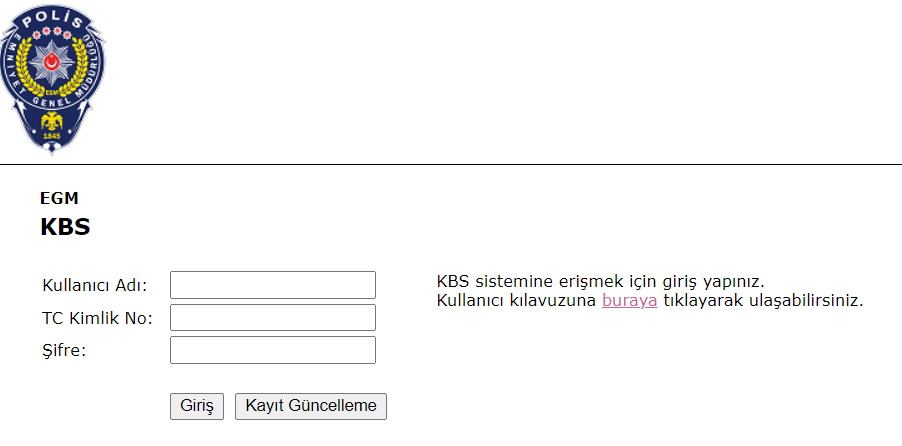 POLİS
EMNİYET GENEL MÜDÜRLÜĞÜ
EGM
1845
EGM
KBS
Kullanıcı Adı:
TC Kimlik No:
Şifre:
KBS sistemine erişmek için giriş yapınız.
Kullanıcı kılavuzuna buraya tıklayarak ulaşabilirsiniz.
Giriş
Kayıt Güncelleme